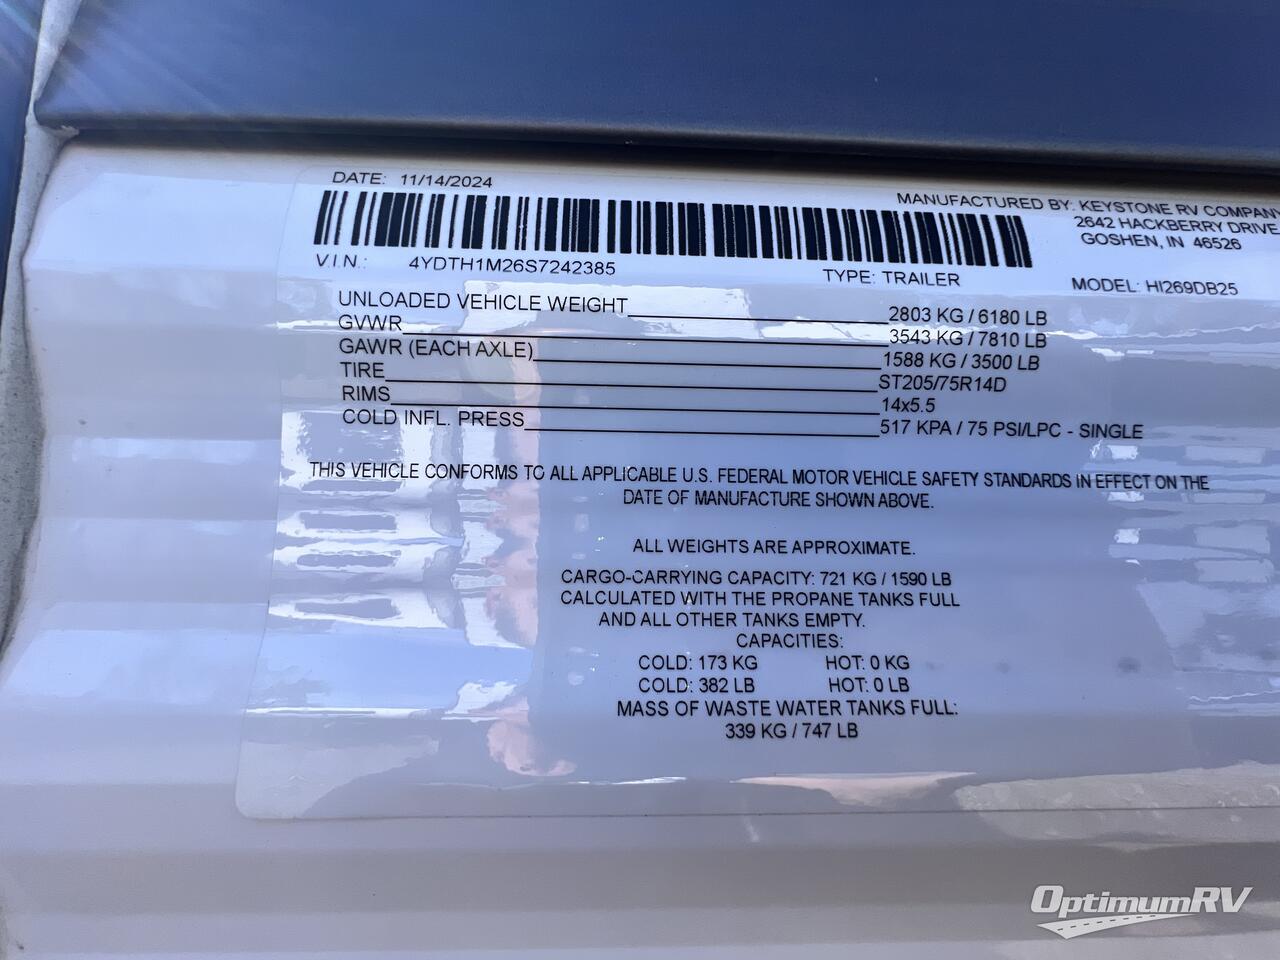 DATE: 11/14/2024
MANUFACTURED BY: KEYSTONE RV COMPANY
2642 HACKBERRY DRIVE.
GOSHEN, IN 46526
V.I.N.: 4YDTH1M26S7242385
TYPE: TRAILER
MODEL: HI269DB25
UNLOADED VEHICLE WEIGHT 2803 KG / 6180 LB
GVWR 3543 KG / 7810 LB
GAWR (EACH AXLE) 1588 KG / 3500 LB
TIRE ST205/75R14D
RIMS 14x5.5
COLD INFL. PRESS 517 KPA / 75 PSI/LPC - SINGLE
THIS VEHICLE CONFORMS TO ALL APPLICABLE U.S. FEDERAL MOTOR VEHICLE SAFETY STANDARDS IN EFFECT ON THE
DATE OF MANUFACTURE SHOWN ABOVE.
ALL WEIGHTS ARE APPROXIMATE.
CARGO-CARRYING CAPACITY: 721 KG / 1590 LB
CALCULATED WITH THE PROPANE TANKS FULL
AND ALL OTHER TANKS EMPTY.
CAPACITIES:
COLD: 173 KG HOT: 0 KG
COLD: 382 LB HOT: 0 LB
MASS OF WASTE WATER TANKS FULL:
339 KG / 747 LB
OptimumRV